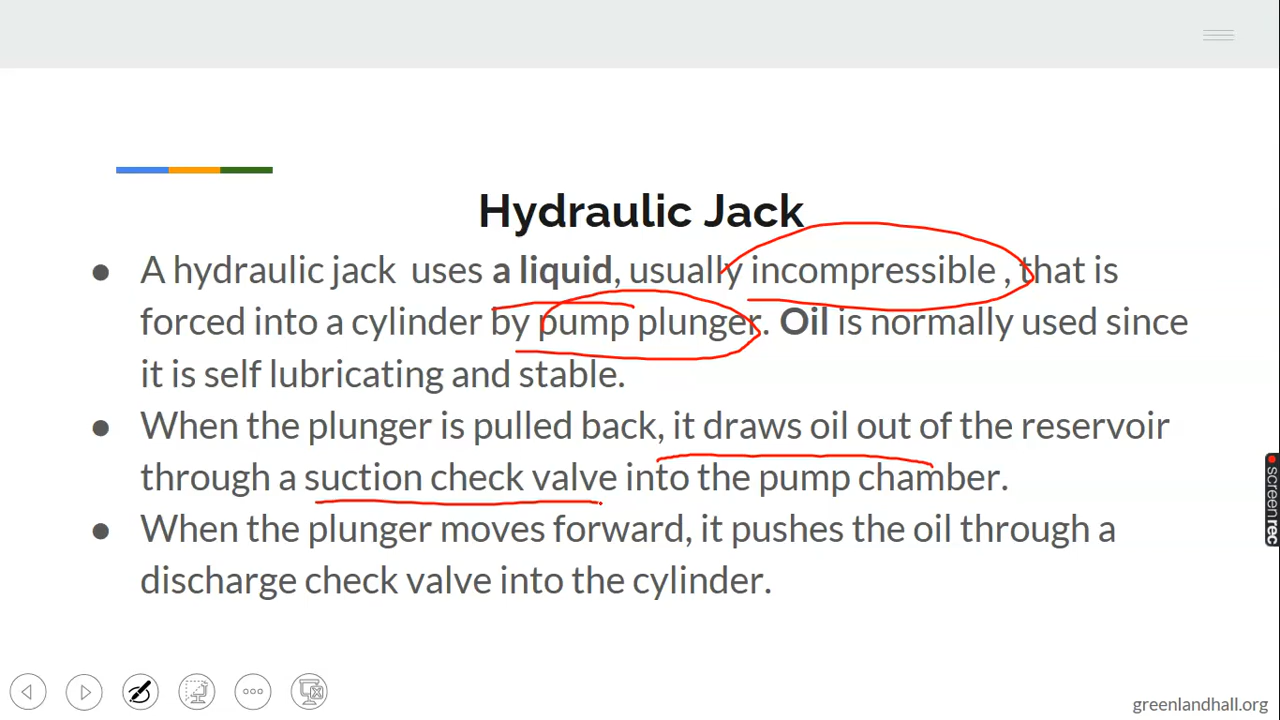 Hydraulic Jack
● A hydraulic jack uses a liquid, usually incompressible , that is
forced into a cylinder by pump plunger. Oil is normally used since
it is self lubricating and stable.
● When the plunger is pulled back, it draws oil out of the reservoir
through a suction check valve into the pump chamber.
● When the plunger moves forward, it pushes the oil through a
discharge check valve into the cylinder.
screenrec
greenlandhall.org